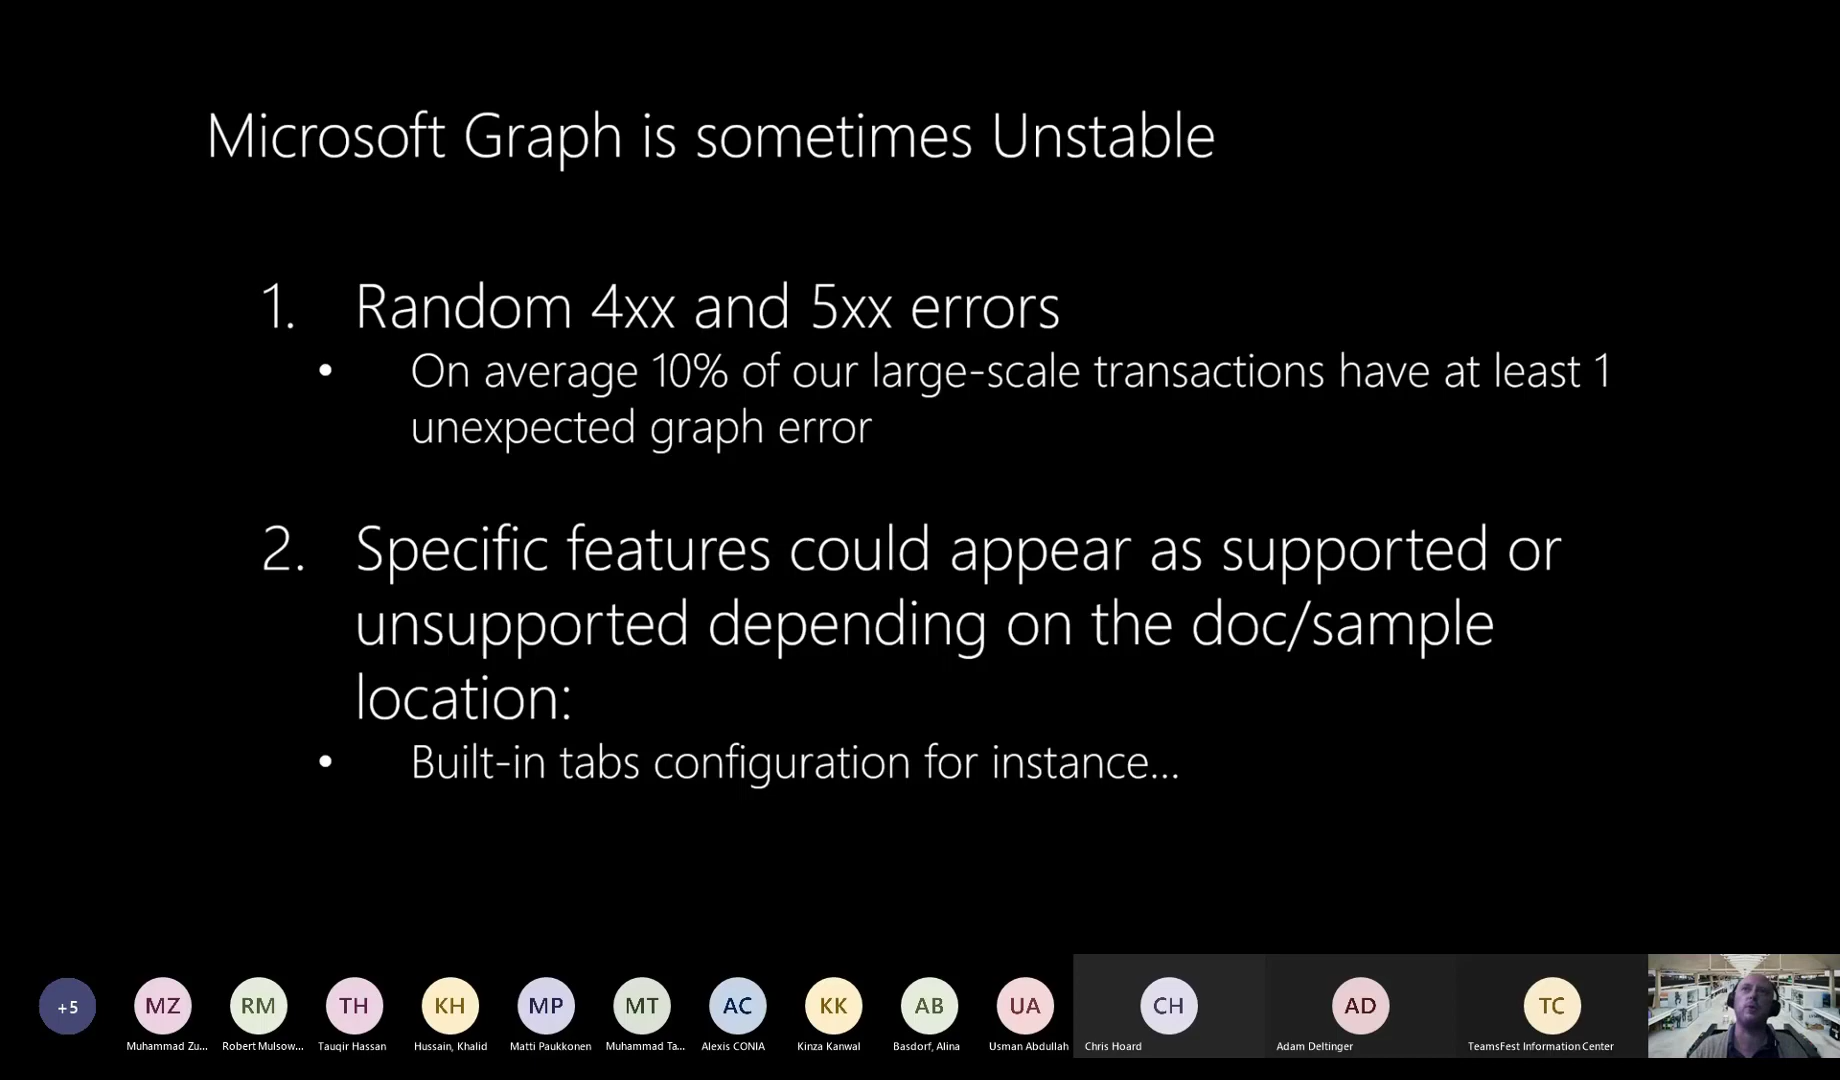 Microsoft Graph is sometimes Unstable
1. Random 4xx and 5xx errors
• On average 10% of our large-scale transactions have at least 1
unexpected graph error
2. Specific features could appear as supported or
unsupported depending on the doc/sample
location:
• Built-in tabs configuration for instance...
+5 MZ RM TH KH MP MT AC KK AB UA CH AD TC
Muhammad Zu... Robert Mulsow... Tauqir Hassan Hussain, Khalid Matti Paukkonen Muhammad Ta... Alexis CONIA Kinza Kanwal Basdorf, Alina Usman Abdullah Chris Hoard Adam Deltinger TeamsFest Information Center